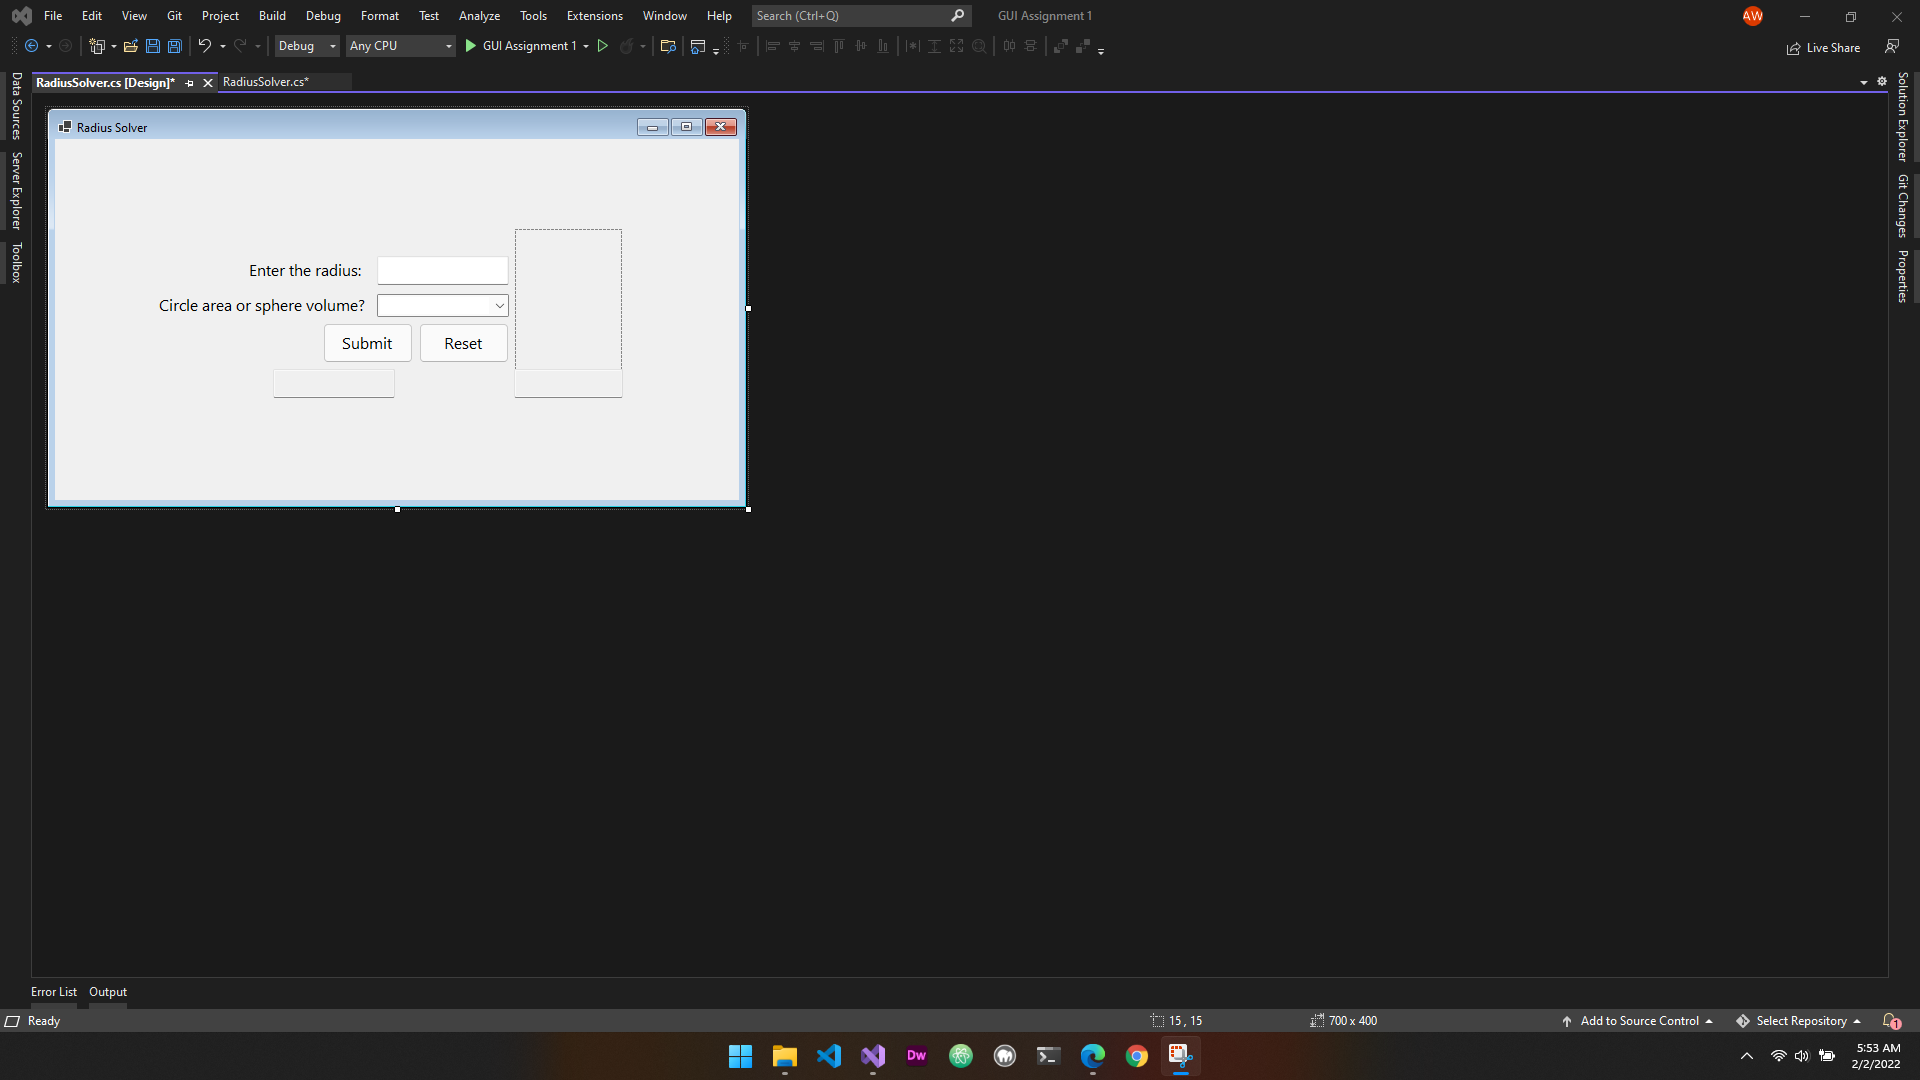 File Edit View Git Project Build Debug Format Test Analyze Tools Extensions Window Help Search (Ctrl+Q) GUI Assignment 1 AW
Debug Any CPU GUI Assignment 1 Live Share
RadiusSolver.cs [Design]* RadiusSolver.cs*
Data Sources
Server Explorer
Toolbox
Radius Solver
Enter the radius:
Circle area or sphere volume?
Submit Reset
Solution Explorer
Git Changes
Properties
Error List Output
Ready 15 , 15 700 x 400 Add to Source Control Select Repository 1
Dw
5:53 AM
2/2/2022